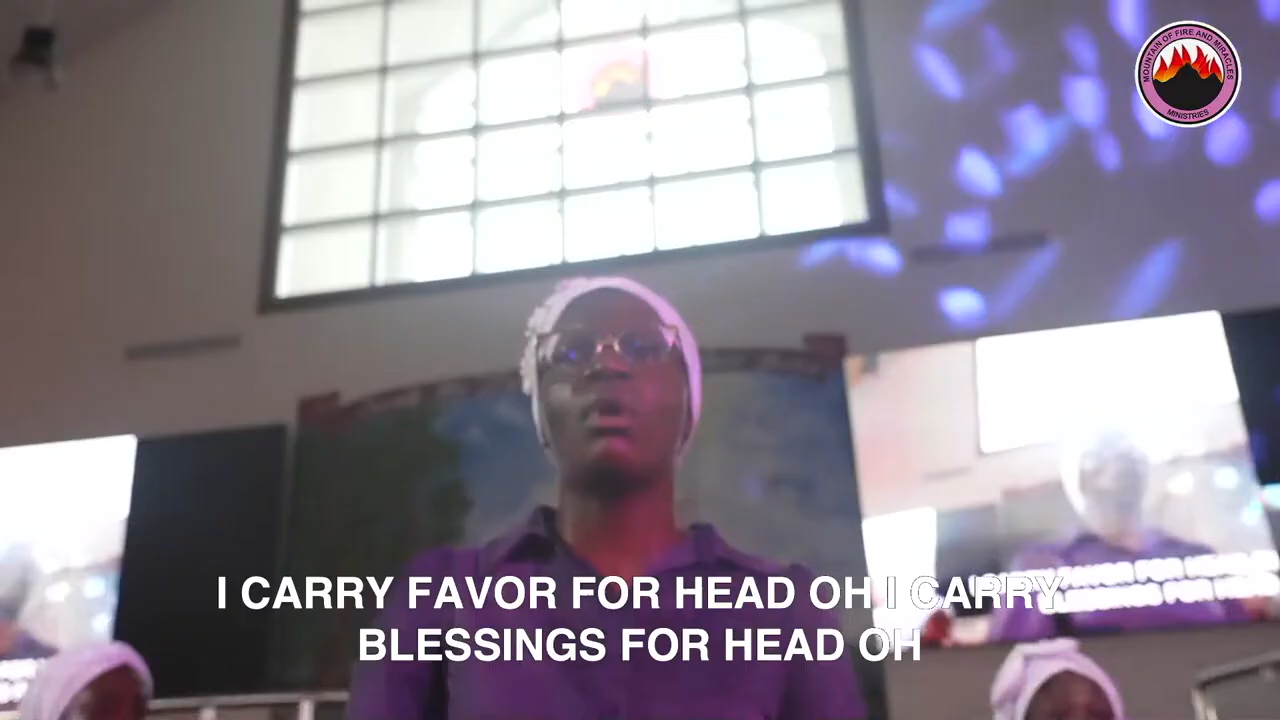 MOUNTAIN OF FIRE AND MIRACLES
MINISTRIES
I CARRY FAVOR FOR HEAD OH I CARRY
BLESSINGS FOR HEAD OH